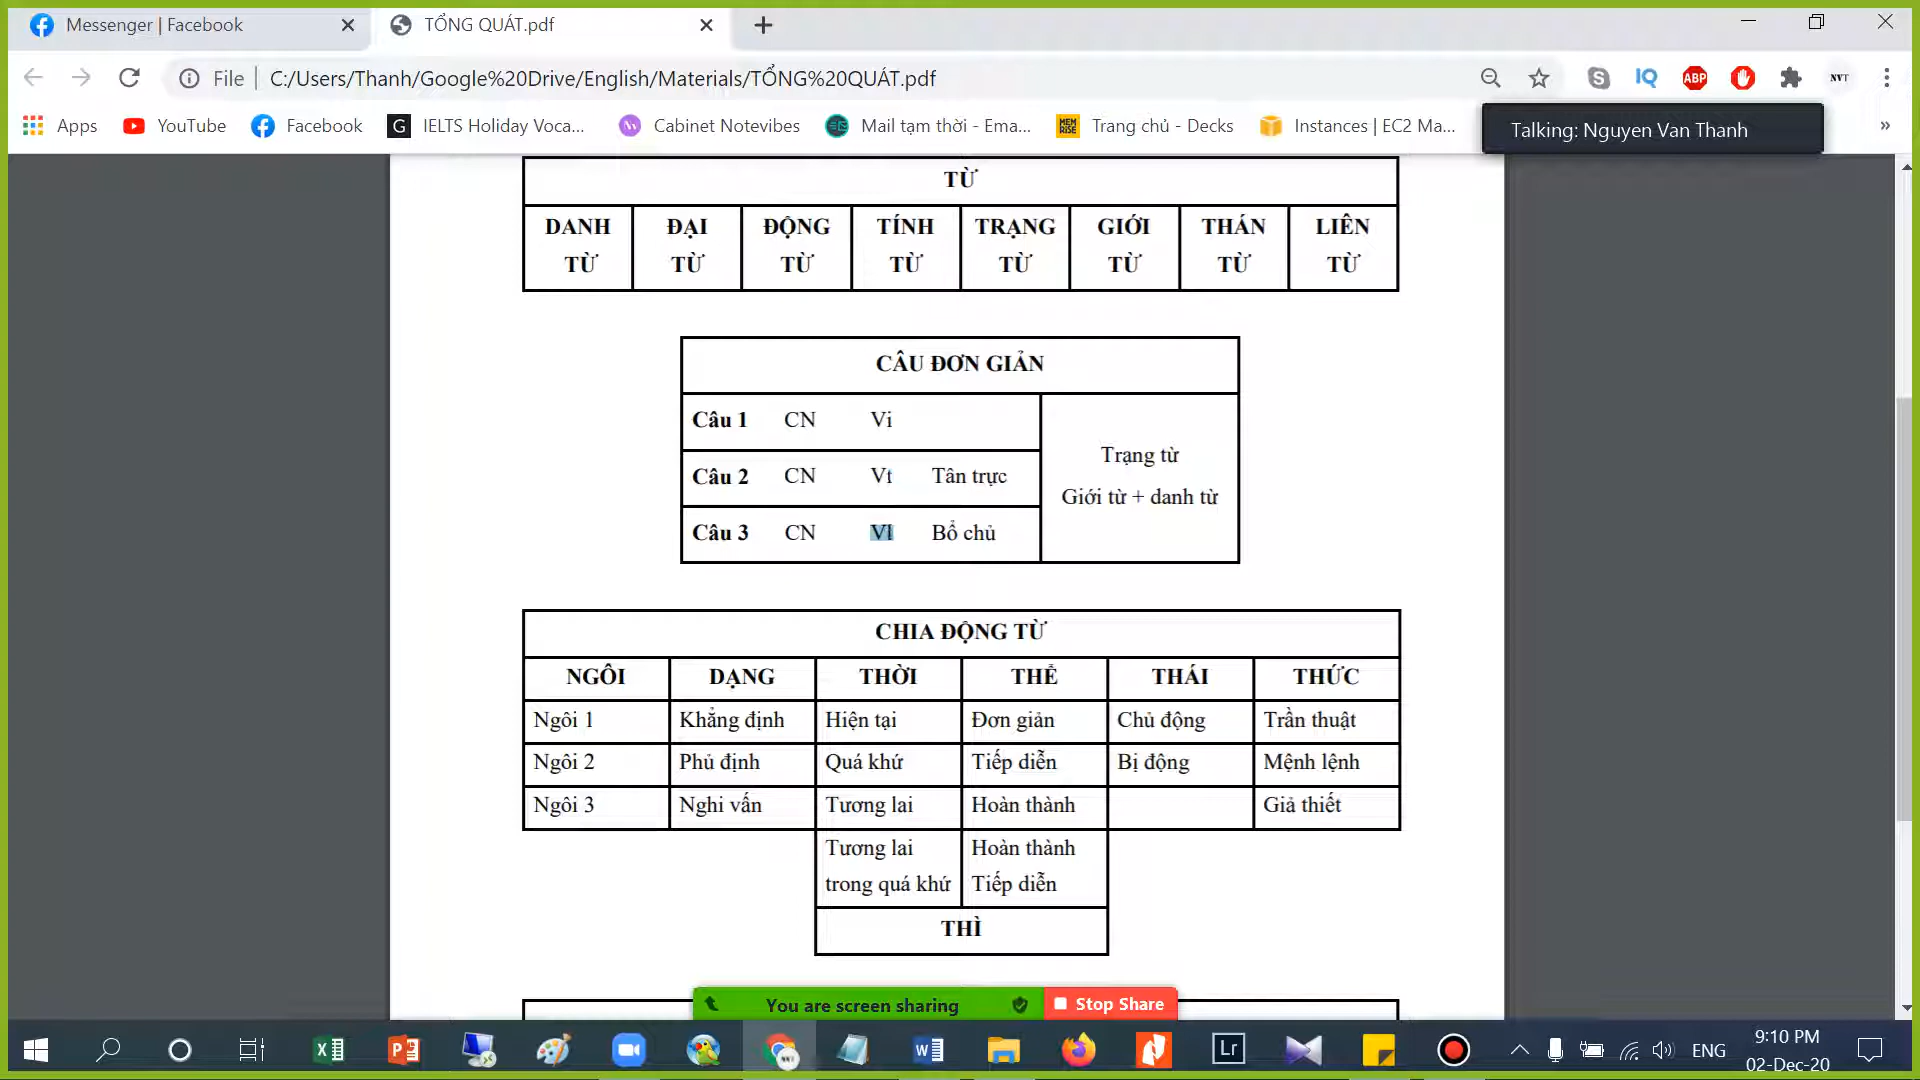 Messenger | Facebook
TỔNG QUÁT.pdf
File
C:/Users/Thanh/Google%20Drive/English/Materials/TỔNG%20QUÁT.pdf
IQ
ABP
NVT
Apps
YouTube
Facebook
G
IELTS Holiday Voca...
Cabinet Notevibes
Mail tạm thời - Ema...
MEM
RISE
Trang chủ - Decks
Instances | EC2 Ma...
»
Talking: Nguyen Van Thanh
TỪ
DANH TỪ
ĐẠI TỪ
ĐỘNG TỪ
TÍNH TỪ
TRẠNG TỪ
GIỚI TỪ
THÁN TỪ
LIÊN TỪ
CÂU ĐƠN GIẢN
Câu 1 CN Vi
Câu 2 CN Vt Tân trực
Câu 3 CN Vl Bổ chủ
Trạng từ
Giới từ + danh từ
CHIA ĐỘNG TỪ
NGÔI DẠNG THỜI THỂ THÁI THỨC
Ngôi 1 Khẳng định Hiện tại Đơn giản Chủ động Trần thuật
Ngôi 2 Phủ định Quá khứ Tiếp diễn Bị động Mệnh lệnh
Ngôi 3 Nghi vấn Tương lai Hoàn thành Giả thiết
Tương lai Hoàn thành
trong quá khứ Tiếp diễn
THÌ
You are screen sharing
Stop Share
Lr
ENG
9:10 PM
02-Dec-20